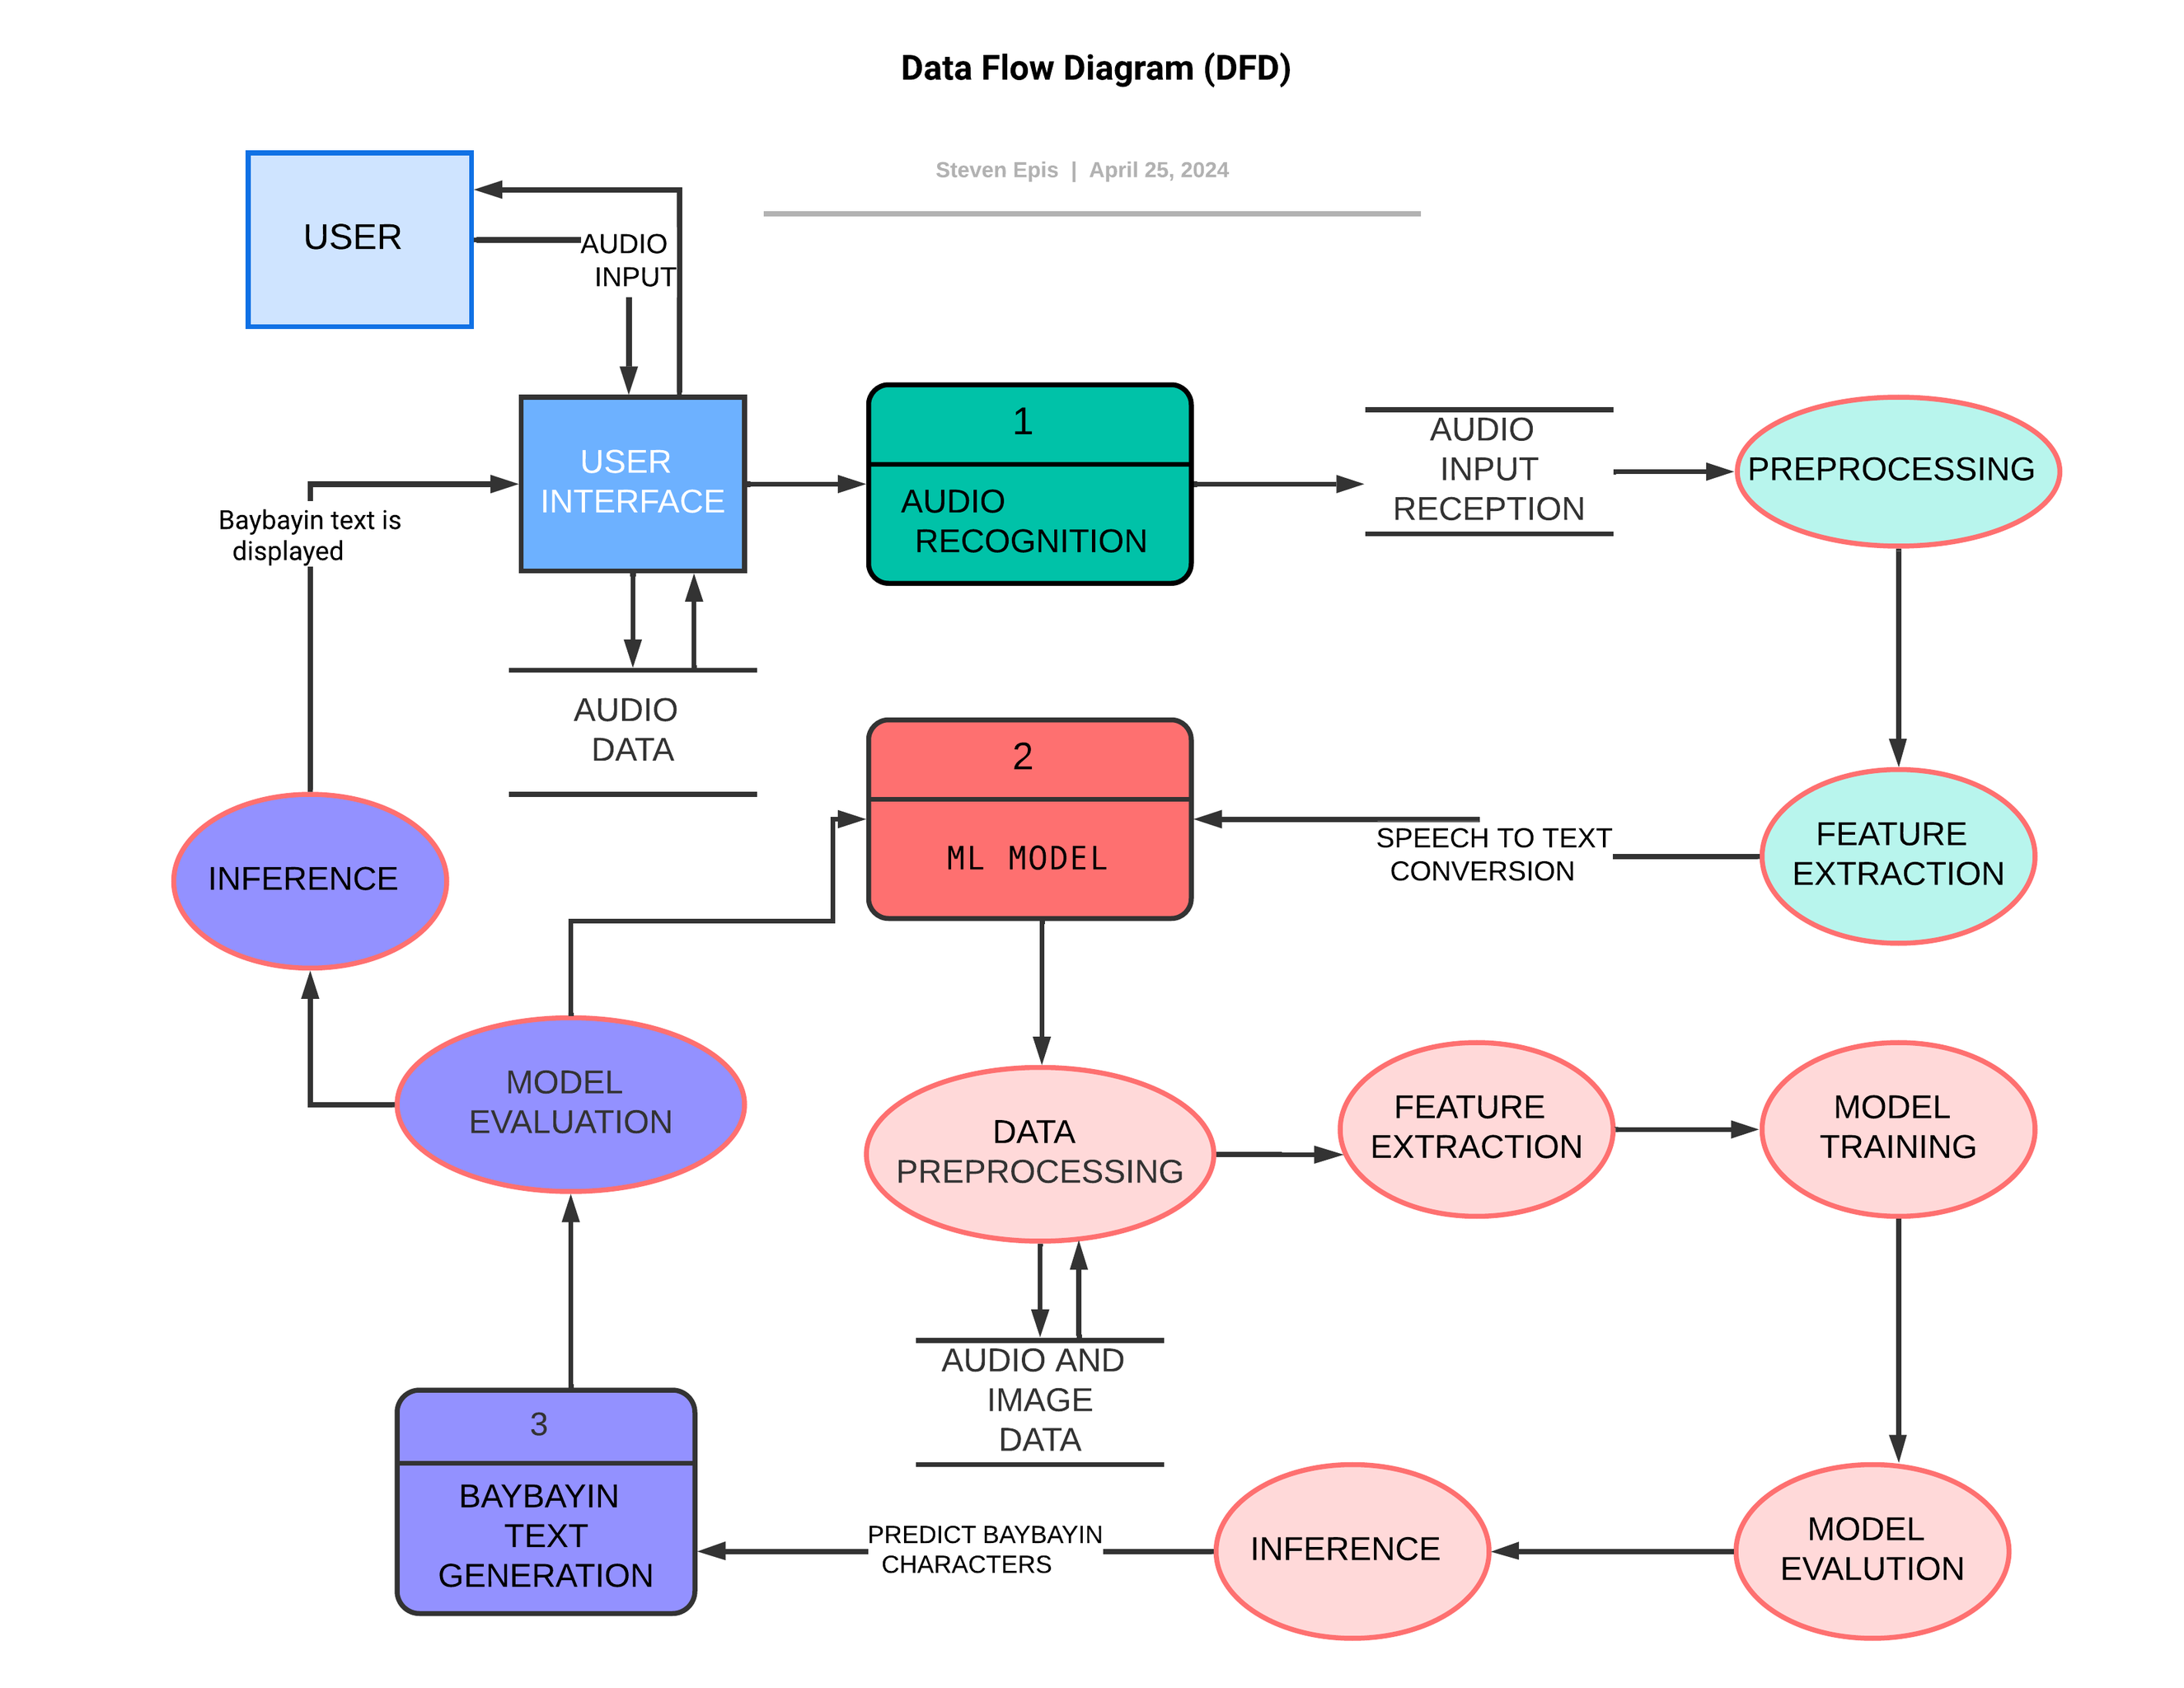 Data Flow Diagram (DFD)
Steven Epis | April 25, 2024
USER
AUDIO
INPUT
USER
INTERFACE
1
AUDIO
RECOGNITION
AUDIO
INPUT
RECEPTION
PREPROCESSING
Baybayin text is
displayed
AUDIO
DATA
2
ML MODEL
SPEECH TO TEXT
CONVERSION
FEATURE
EXTRACTION
INFERENCE
MODEL
EVALUATION
DATA
PREPROCESSING
FEATURE
EXTRACTION
MODEL
TRAINING
AUDIO AND
IMAGE
DATA
3
BAYBAYIN
TEXT
GENERATION
PREDICT BAYBAYIN
CHARACTERS
INFERENCE
MODEL
EVALUTION